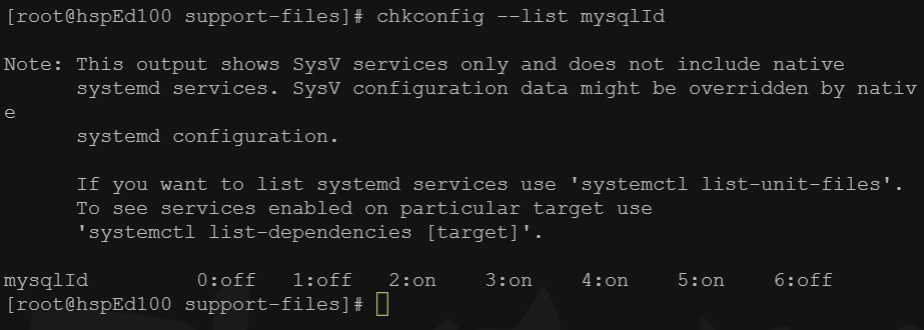 [root@hspEd100 support-files]# chkconfig --list mysqlId
Note: This output shows SysV services only and does not include native
systemd services. SysV configuration data might be overridden by nativ
e
systemd configuration.
If you want to list systemd services use 'systemctl list-unit-files'.
To see services enabled on particular target use
'systemctl list-dependencies [target]'.
mysqlId 0:off 1:off 2:on 3:on 4:on 5:on 6:off
[root@hspEd100 support-files]#